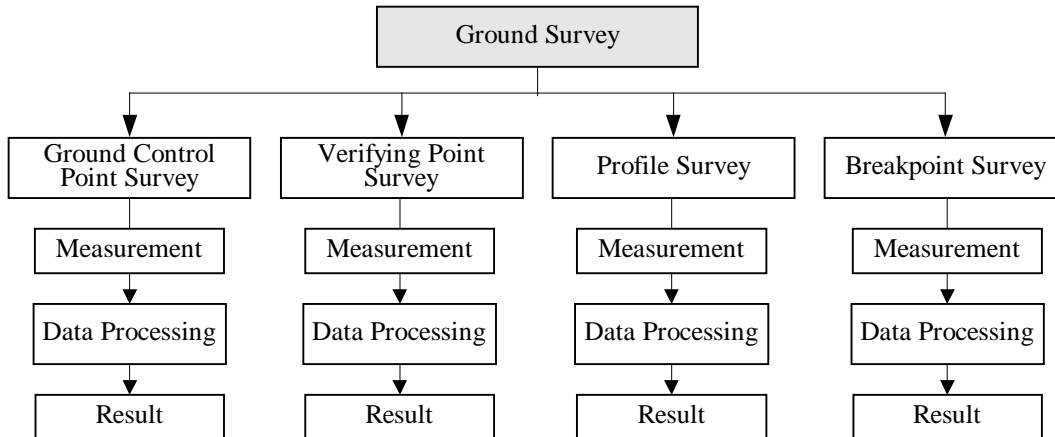 Ground Survey
Ground Control
Point Survey
Verifying Point
Survey
Profile Survey
Breakpoint Survey
Measurement
Measurement
Measurement
Measurement
Data Processing
Data Processing
Data Processing
Data Processing
Result
Result
Result
Result